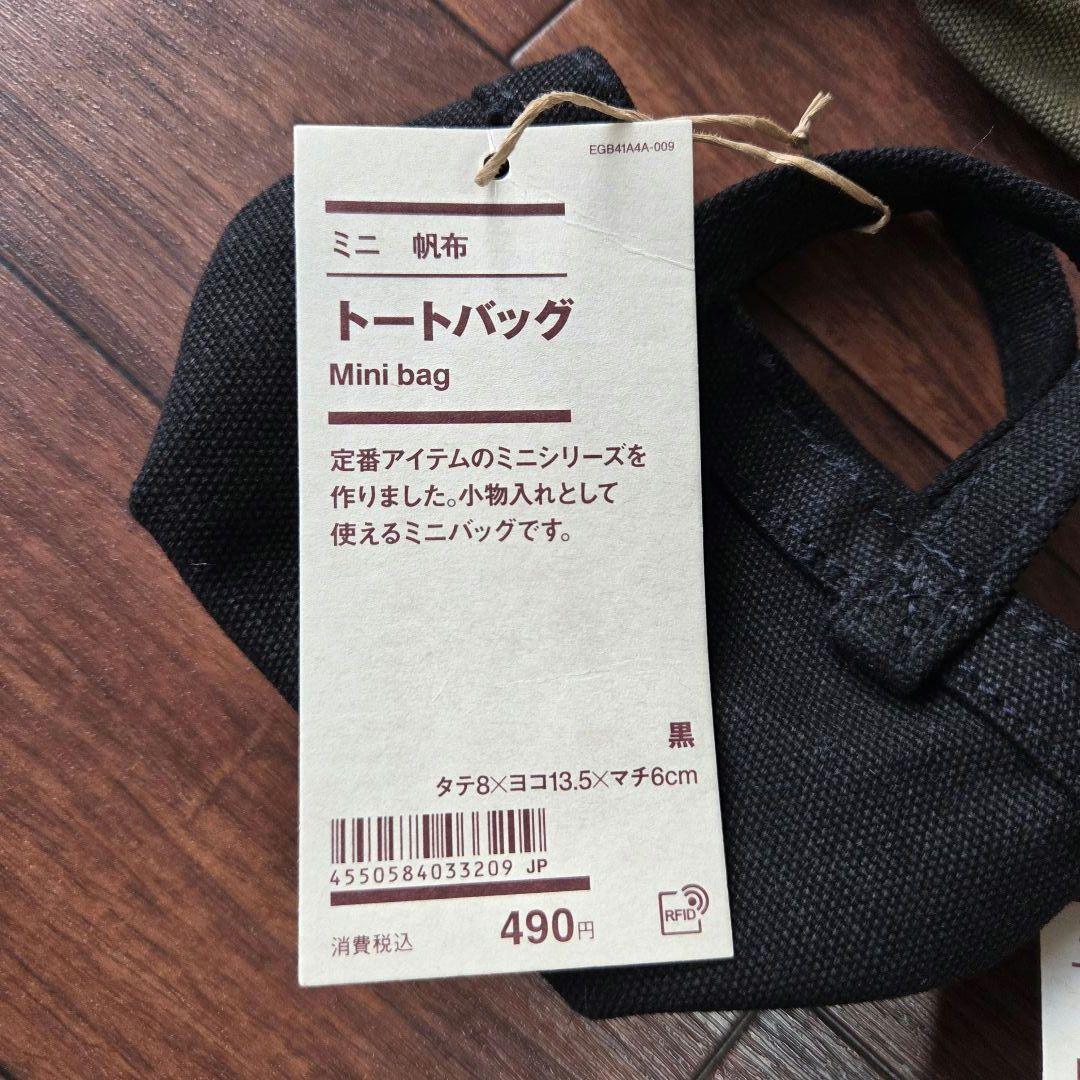 EGB41A4A-009
ミニ　帆布
トートバッグ
Mini bag
定番アイテムのミニシリーズを
作りました。小物入れとして
使えるミニバッグです。
黒
タテ8×ヨコ13.5×マチ6cm
4550584033209 JP
消費税込 490円
RFID